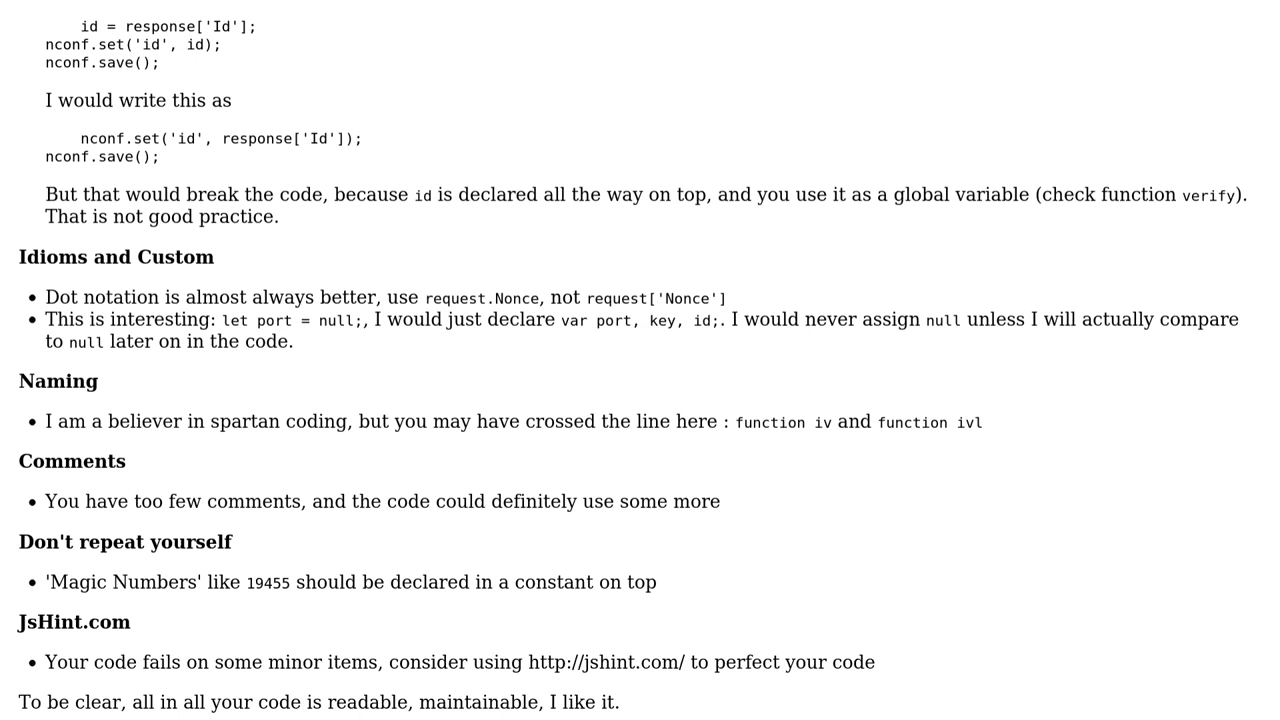 id = response['Id'];
nconf.set('id', id);
nconf.save();
I would write this as
    nconf.set('id', response['Id']);
nconf.save();
But that would break the code, because id is declared all the way on top, and you use it as a global variable (check function verify).
That is not good practice.
Idioms and Custom
• Dot notation is almost always better, use request.Nonce, not request['Nonce']
• This is interesting: let port = null;, I would just declare var port, key, id;. I would never assign null unless I will actually compare
to null later on in the code.
Naming
• I am a believer in spartan coding, but you may have crossed the line here : function iv and function ivl
Comments
• You have too few comments, and the code could definitely use some more
Don't repeat yourself
• 'Magic Numbers' like 19455 should be declared in a constant on top
JsHint.com
• Your code fails on some minor items, consider using http://jshint.com/ to perfect your code
To be clear, all in all your code is readable, maintainable, I like it.